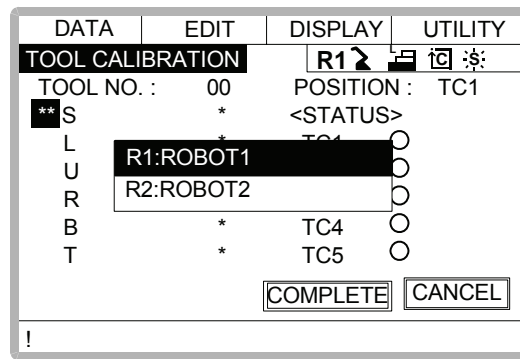 DATA EDIT DISPLAY UTILITY
TOOL CALIBRATION R1 C S
TOOL NO. : 00 POSITION : TC1
** S * <STATUS>
L
U
R1:ROBOT1
R
R2:ROBOT2
B * TC4
T * TC5
COMPLETE CANCEL
!